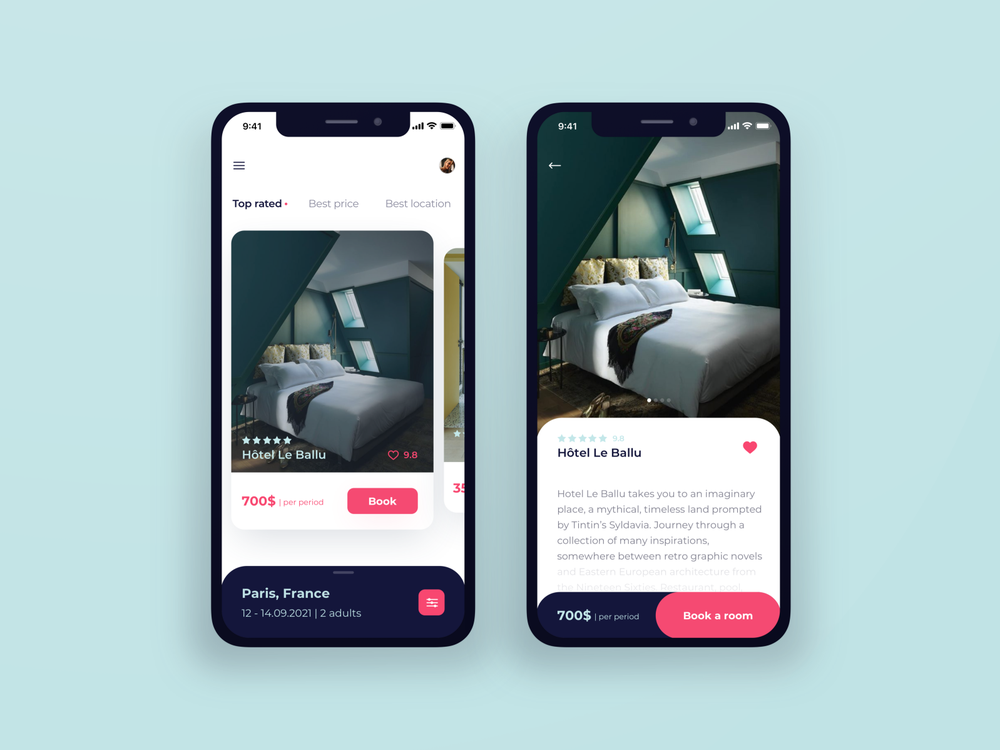 9:41
Top rated • Best price Best location
Hôtel Le Ballu
9.8
700$ | per period
Book
35
Paris, France
12 - 14.09.2021 | 2 adults
9:41
9.8
Hôtel Le Ballu
Hotel Le Ballu takes you to an imaginary
place, a mythical, timeless land prompted
by Tintin's Syldavia. Journey through a
collection of many inspirations,
somewhere between retro graphic novels
and Eastern European architecture from
the Nineteen Sixties. Restaurant, pool,
700$ | per period
Book a room